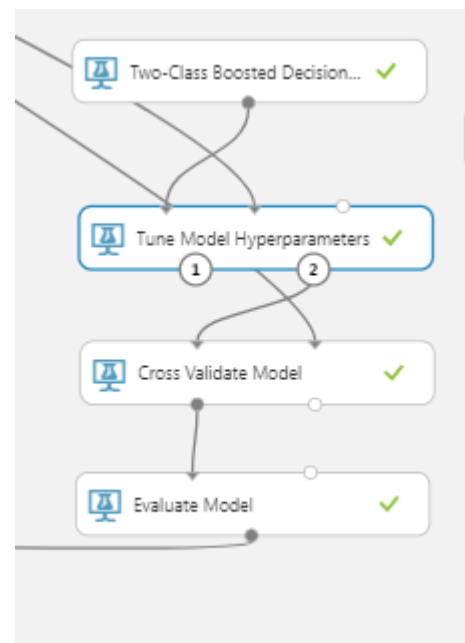 Two-Class Boosted Decision...
Tune Model Hyperparameters
1
2
Cross Validate Model
Evaluate Model